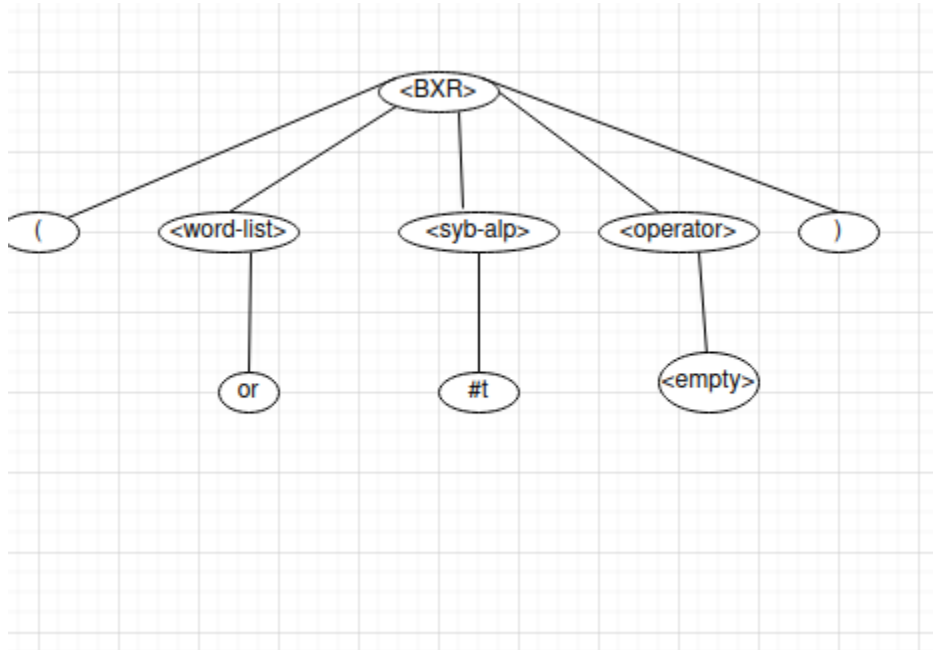 <BXR>
( <word-list> <syb-alp> <operator> )
or #t <empty>